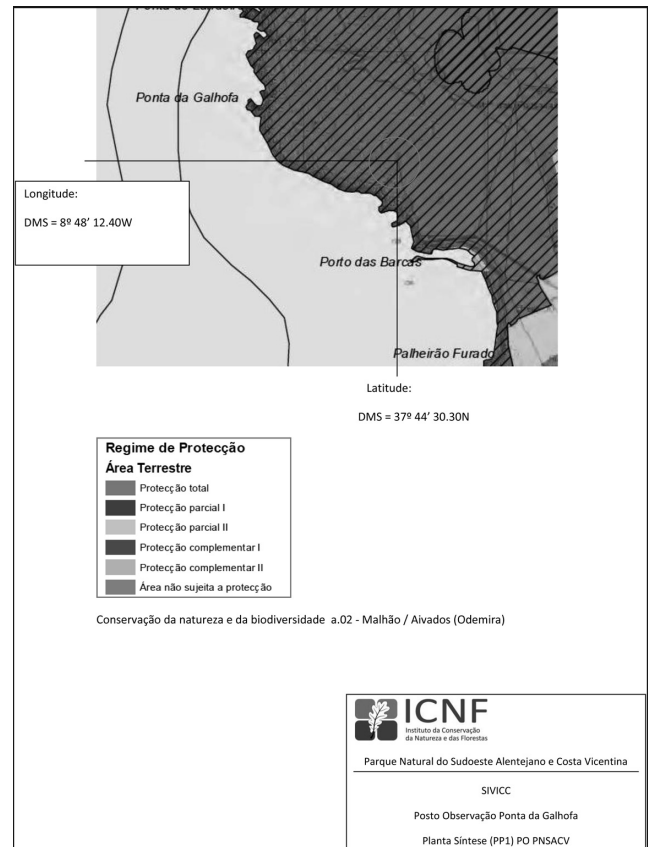 Ponta da Galhofa
Longitude:
DMS = 8º 48’ 12.40W
Porto das Barcas
Palheirão Furado
Latitude:
DMS = 37º 44’ 30.30N
Regime de Protecção
Área Terrestre
Protecção total
Protecção parcial I
Protecção parcial II
Protecção complementar I
Protecção complementar II
Área não sujeita a protecção
Conservação da natureza e da biodiversidade a.02 - Malhão / Aivados (Odemira)
ICNF
Instituto da Conservação
da Natureza e das Florestas
Parque Natural do Sudoeste Alentejano e Costa Vicentina
SIVICC
Posto Observação Ponta da Galhofa
Planta Síntese (PP1) PO PNSACV